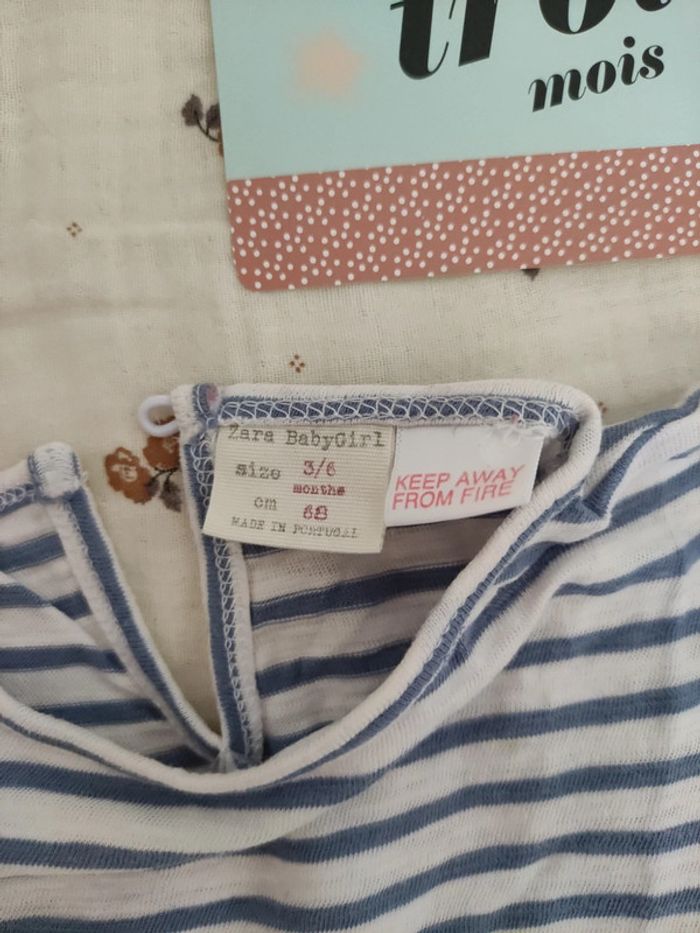 mois
Zara BabyGirl
size 3/6
months
cm 68
MADE IN PORTUGAL
KEEP AWAY
FROM FIRE